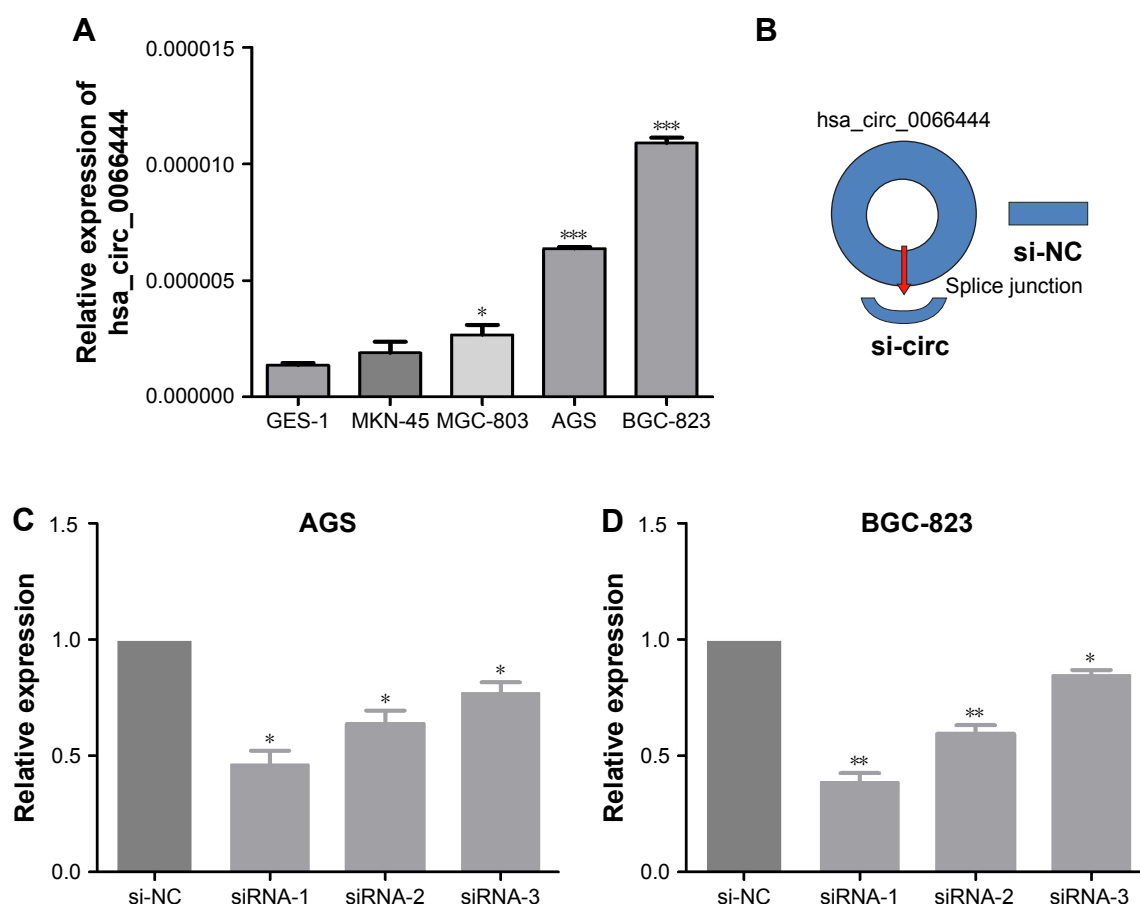 A
Relative expression of
hsa_circ_0066444
0.000015
0.000010
0.000005
0.000000
*
***
***
GES-1 MKN-45 MGC-803 AGS BGC-823
B
hsa_circ_0066444
si-NC
Splice junction
si-circ
C
AGS
Relative expression
1.5
1.0
0.5
0.0
*
*
*
si-NC siRNA-1 siRNA-2 siRNA-3
D
BGC-823
Relative expression
1.5
1.0
0.5
0.0
**
**
*
si-NC siRNA-1 siRNA-2 siRNA-3